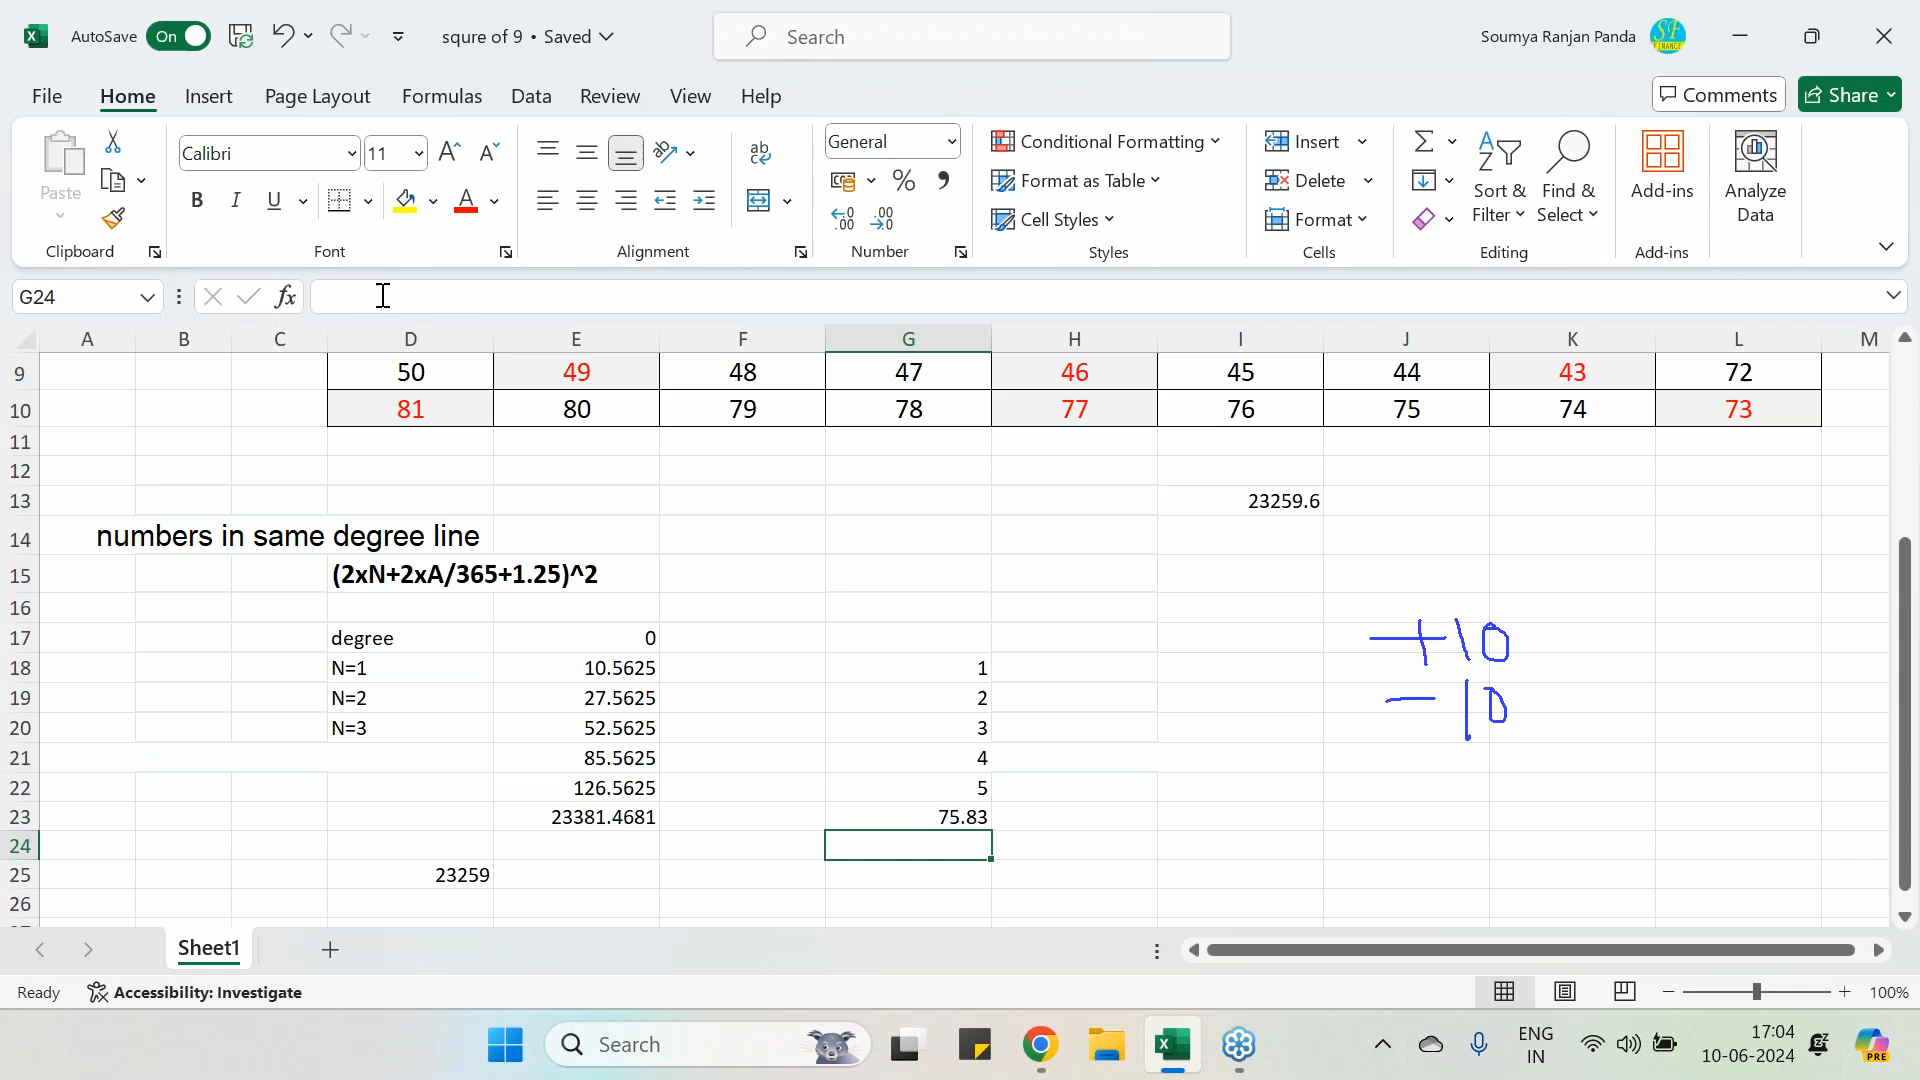 AutoSave On squre of 9 • Saved Search Soumya Ranjan Panda SF FINANCE
File Home Insert Page Layout Formulas Data Review View Help Comments Share
Paste Calibri 11 A A General Conditional Formatting Insert Sort & Filter Find & Select Add-ins Analyze Data
B I U A ab c % , Format as Table Delete
.00 .00 Cell Styles Format
Clipboard Font Alignment Number Styles Cells Editing Add-ins
G24 fx
A B C D E F G H I J K L M
9 50 49 48 47 46 45 44 43 72
10 81 80 79 78 77 76 75 74 73
11
12
13 23259.6
14 numbers in same degree line
15 (2xN+2xA/365+1.25)^2
16
17 degree 0 +10
18 N=1 10.5625 1
19 N=2 27.5625 2 -10
20 N=3 52.5625 3
21 85.5625 4
22 126.5625 5
23 23381.4681 75.83
24
25 23259
26
Sheet1
Ready Accessibility: Investigate 100%
Search ENG IN 17:04 10-06-2024 PRE